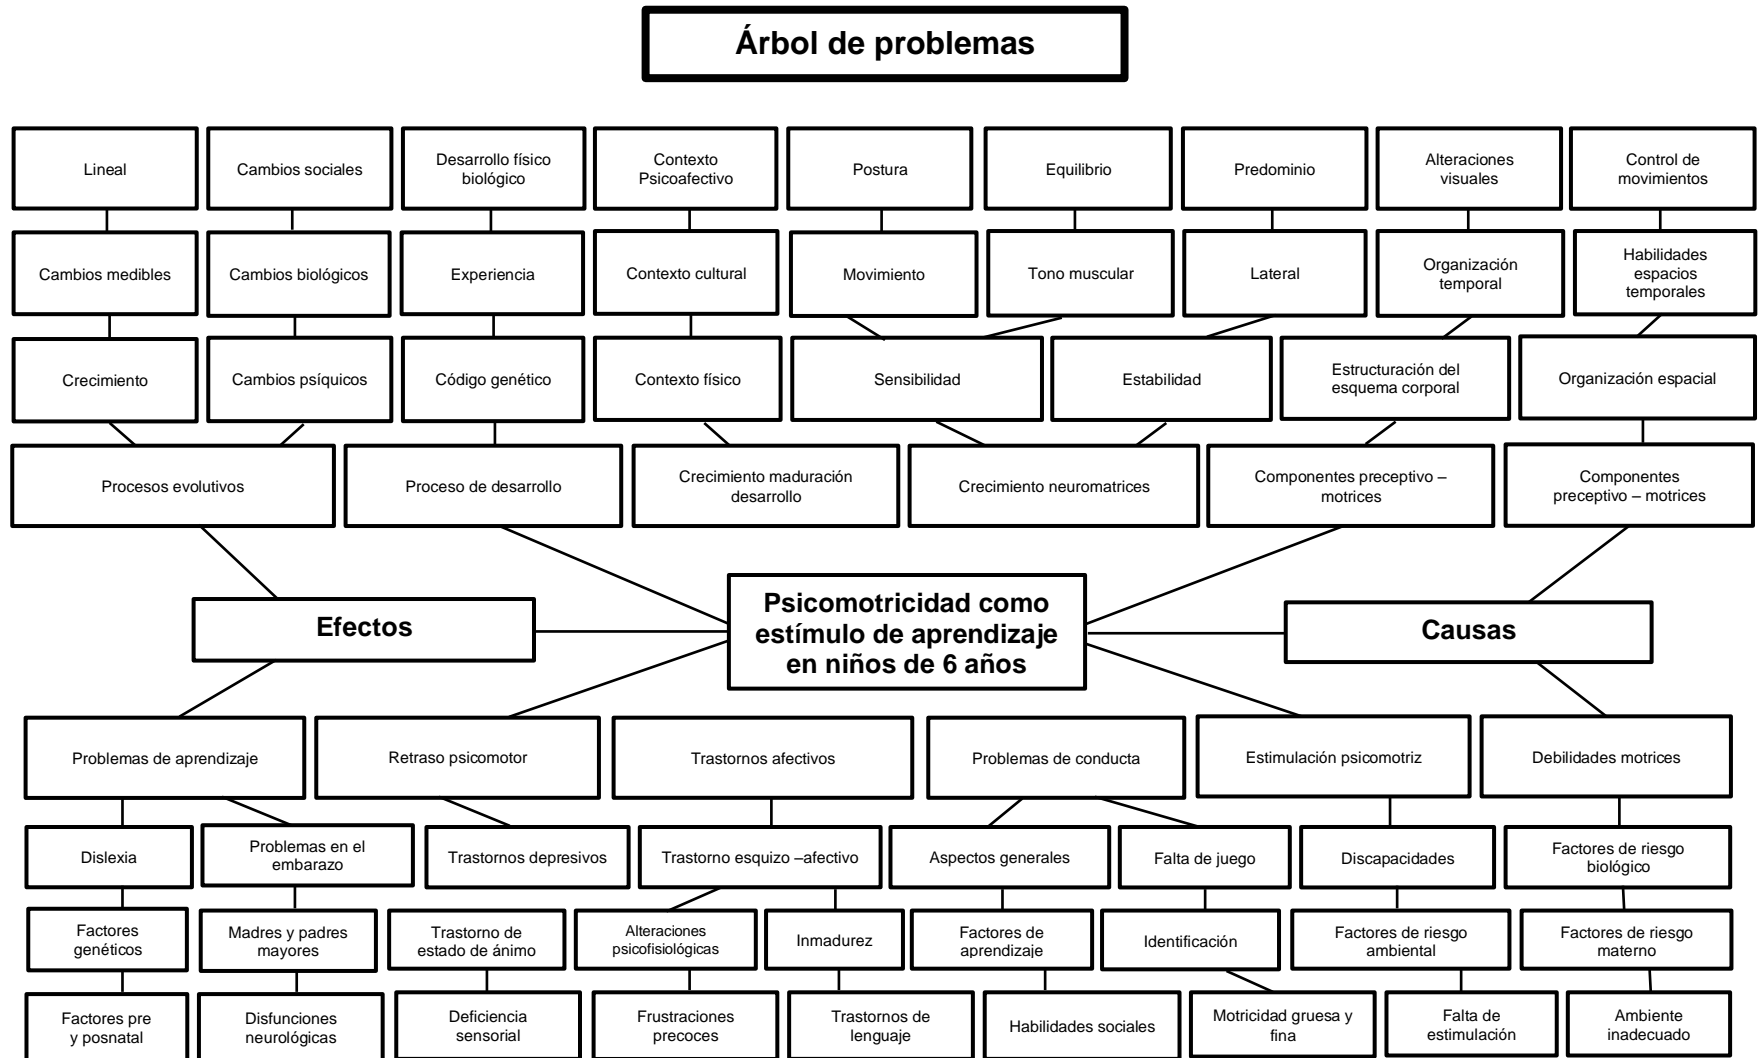 Árbol de problemas
Lineal
Cambios sociales
Desarrollo físico
biológico
Contexto
Psicoafectivo
Postura
Equilibrio
Predominio
Alteraciones
visuales
Control de
movimientos
Cambios medibles
Cambios biológicos
Experiencia
Contexto cultural
Movimiento
Tono muscular
Lateral
Organización
temporal
Habilidades
espacios
temporales
Crecimiento
Cambios psíquicos
Código genético
Contexto físico
Sensibilidad
Estabilidad
Estructuración del
esquema corporal
Organización espacial
Procesos evolutivos
Proceso de desarrollo
Crecimiento maduración
desarrollo
Crecimiento neuromatrices
Componentes preceptivo –
motrices
Componentes
preceptivo – motrices
Efectos
Psicomotricidad como
estímulo de aprendizaje
en niños de 6 años
Causas
Problemas de aprendizaje
Retraso psicomotor
Trastornos afectivos
Problemas de conducta
Estimulación psicomotriz
Debilidades motrices
Dislexia
Problemas en el
embarazo
Trastornos depresivos
Trastorno esquizo –afectivo
Aspectos generales
Falta de juego
Discapacidades
Factores de riesgo
biológico
Factores
genéticos
Madres y padres
mayores
Trastorno de
estado de ánimo
Alteraciones
psicofisiológicas
Inmadurez
Factores de
aprendizaje
Identificación
Factores de riesgo
ambiental
Factores de riesgo
materno
Factores pre
y posnatal
Disfunciones
neurológicas
Deficiencia
sensorial
Frustraciones
precoces
Trastornos de
lenguaje
Habilidades sociales
Motricidad gruesa y
fina
Falta de
estimulación
Ambiente
inadecuado